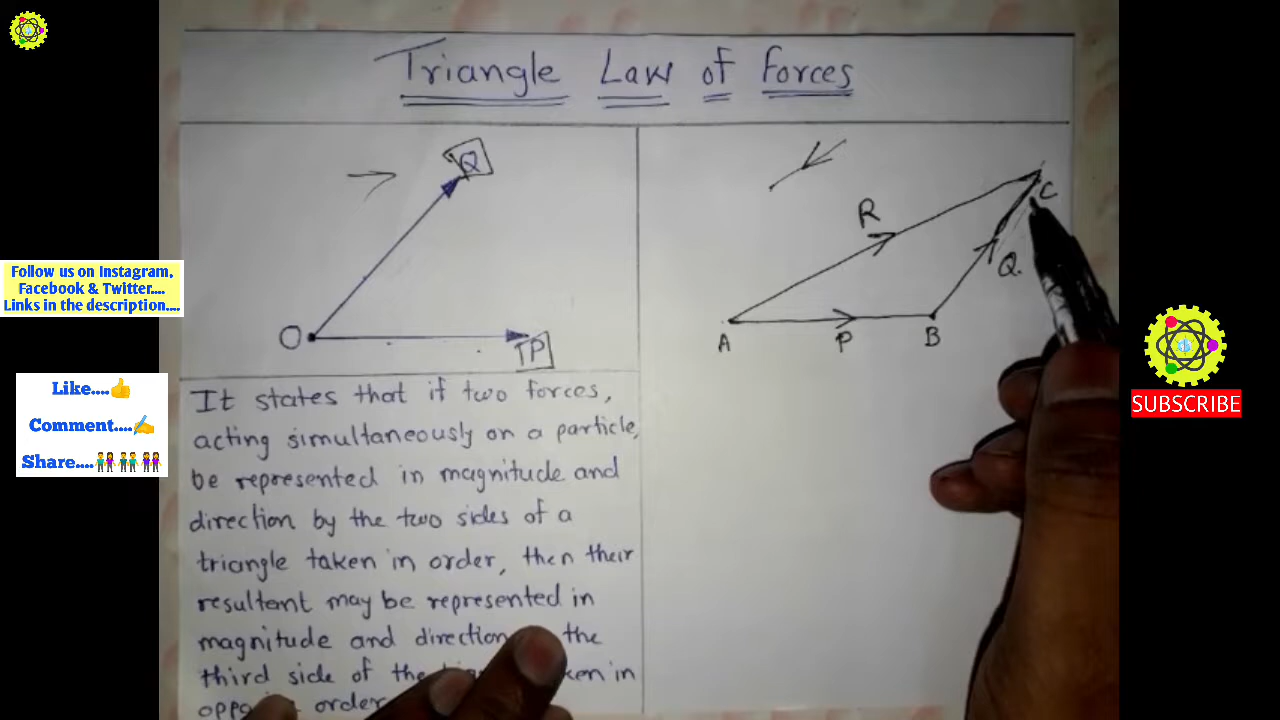 Triangle Law of Forces
Q
O
P
R
C
Q.
A
P
B
It states that if two forces,
acting simultaneously on a particle,
be represented in magnitude and
direction by the two sides of a
triangle taken in order, then their
resultant may be represented in
magnitude and direction the
third side of the
order
Follow us on Instagram,
Facebook & Twitter....
Links in the description....
Like....👍
Comment....✍
Share....
SUBSCRIBE